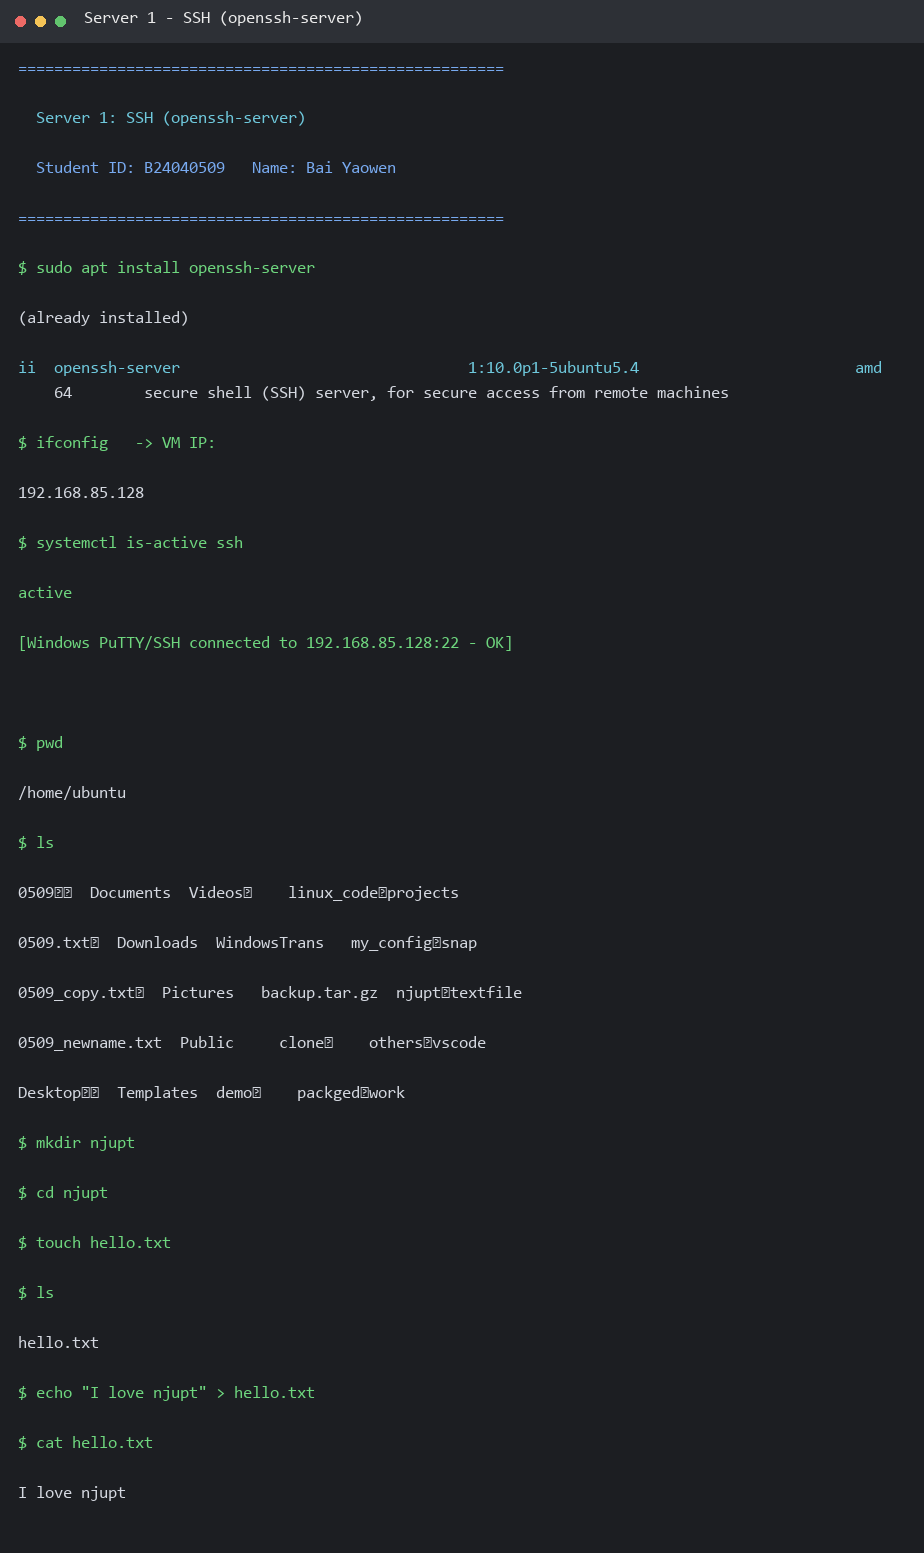 Server 1 - SSH (openssh-server)
======================================================
Server 1: SSH (openssh-server)
Student ID: B24040509   Name: Bai Yaowen
======================================================
$ sudo apt install openssh-server
(already installed)
ii  openssh-server                                1:10.0p1-5ubuntu5.4                        amd
64        secure shell (SSH) server, for secure access from remote machines
$ ifconfig   -> VM IP:
192.168.85.128
$ systemctl is-active ssh
active
[Windows PuTTY/SSH connected to 192.168.85.128:22 - OK]
$ pwd
/home/ubuntu
$ ls
0509  Documents  Videos    linux_code projects
0509.txt  Downloads  WindowsTrans   my_config snap
0509_copy.txt  Pictures   backup.tar.gz  njupt textfile
0509_newname.txt  Public     clone    others vscode
Desktop  Templates  demo    packged work
$ mkdir njupt
$ cd njupt
$ touch hello.txt
$ ls
hello.txt
$ echo "I love njupt" > hello.txt
$ cat hello.txt
I love njupt